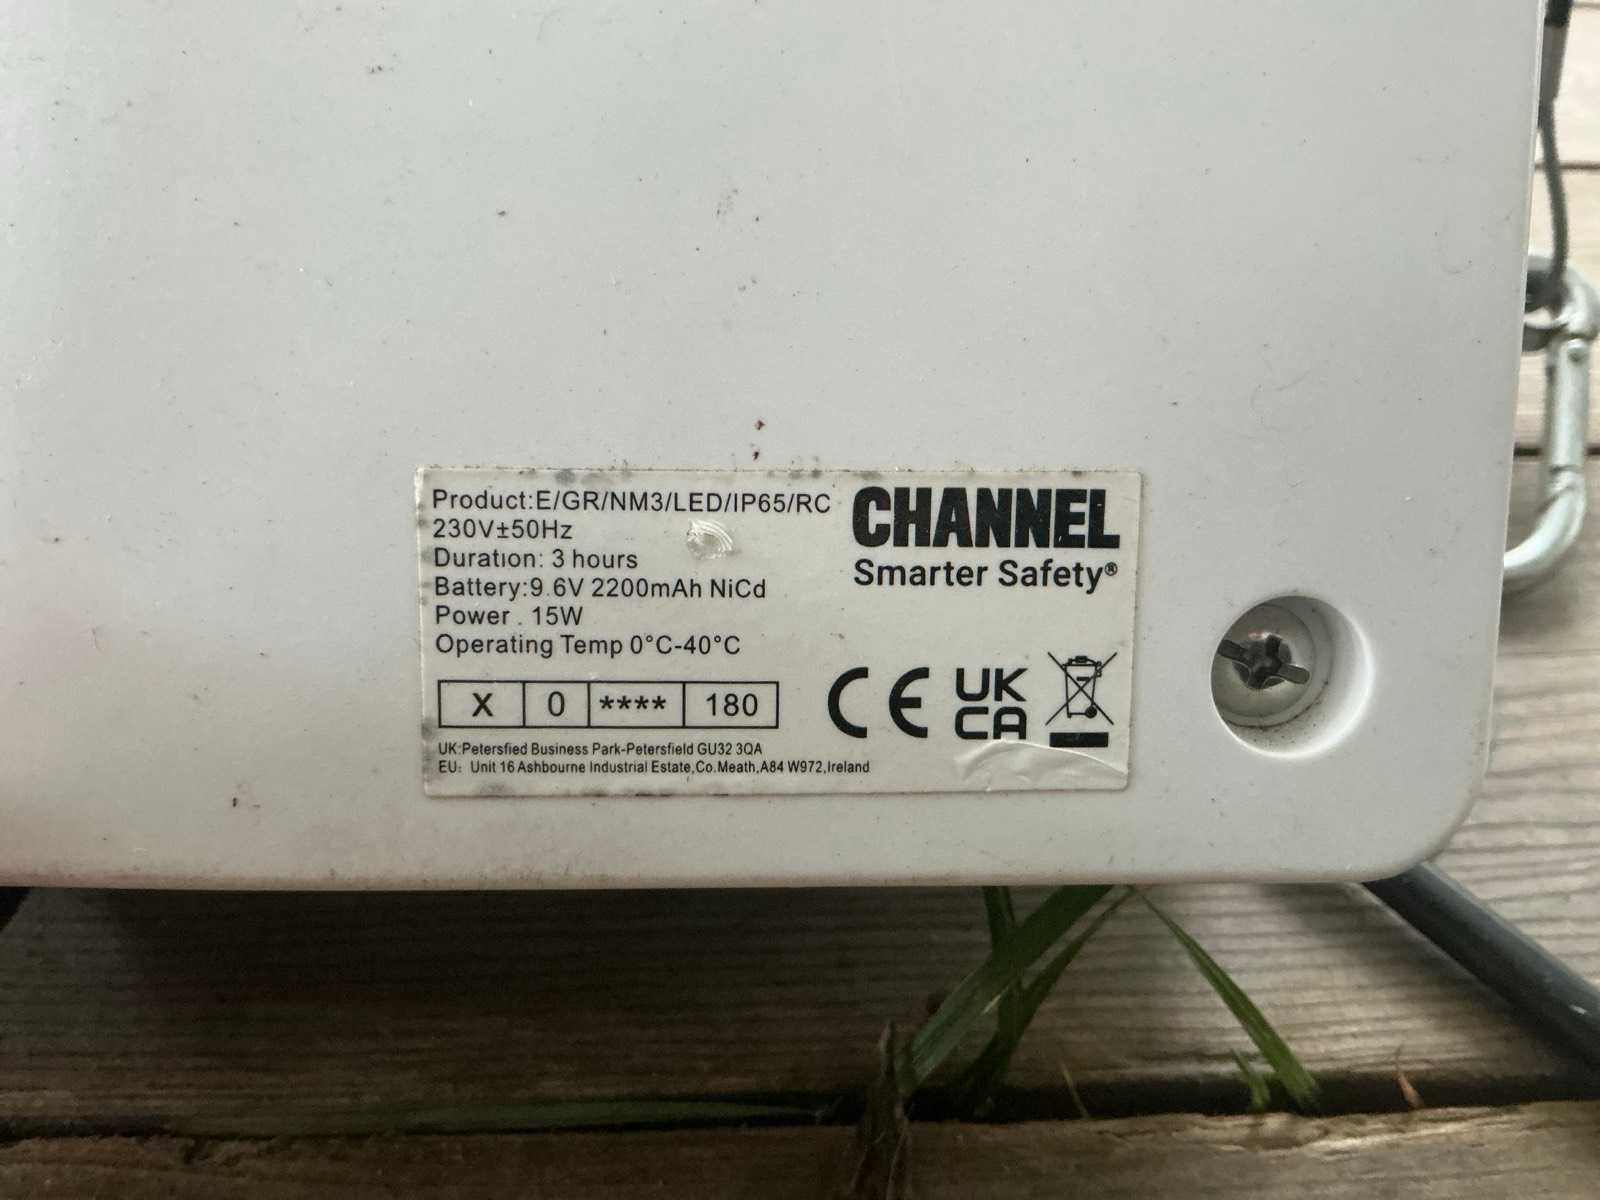 Product:E/GR/NM3/LED/IP65/RC
230V±50Hz
Duration: 3 hours
Battery:9.6V 2200mAh NiCd
Power . 15W
Operating Temp 0°C-40°C
X 0 **** 180
UK:Petersfied Business Park-Petersfield GU32 3QA
EU: Unit 16 Ashbourne Industrial Estate,Co.Meath,A84 W972,Ireland
CHANNEL
Smarter Safety®
CE UK
CA